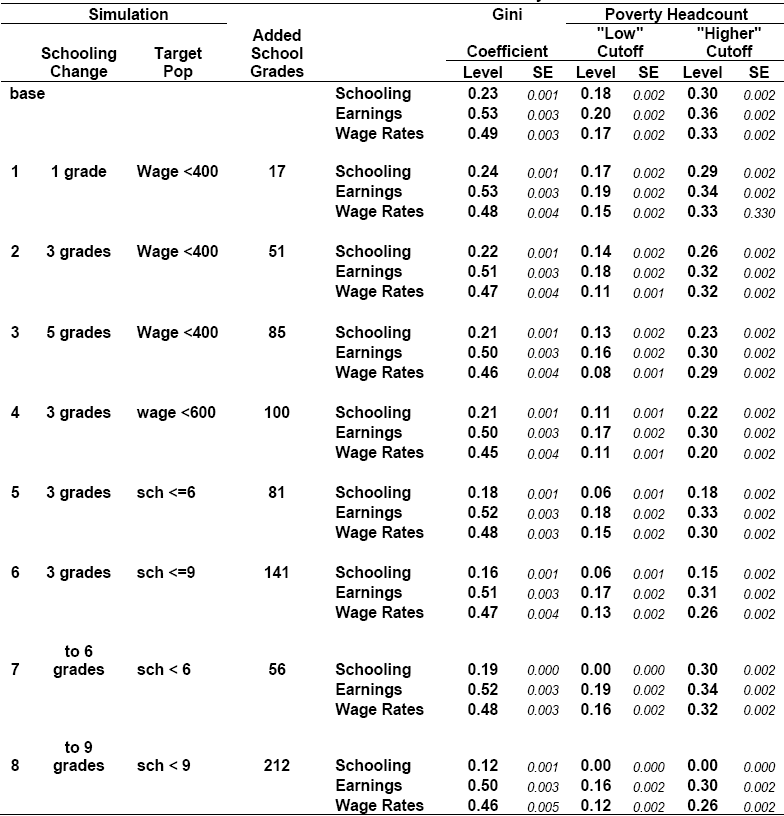 Simulation Gini Poverty Headcount
Added "Low" "Higher"
Schooling Target School Coefficient Cutoff Cutoff
Change Pop Grades Level SE Level SE Level SE
base Schooling 0.23 0.001 0.18 0.002 0.30 0.002
Earnings 0.53 0.003 0.20 0.002 0.36 0.002
Wage Rates 0.49 0.003 0.17 0.002 0.33 0.002
1 1 grade Wage <400 17 Schooling 0.24 0.001 0.17 0.002 0.29 0.002
Earnings 0.53 0.003 0.19 0.002 0.34 0.002
Wage Rates 0.48 0.004 0.15 0.002 0.33 0.330
2 3 grades Wage <400 51 Schooling 0.22 0.001 0.14 0.002 0.26 0.002
Earnings 0.51 0.003 0.18 0.002 0.32 0.002
Wage Rates 0.47 0.004 0.11 0.001 0.32 0.002
3 5 grades Wage <400 85 Schooling 0.21 0.001 0.13 0.002 0.23 0.002
Earnings 0.50 0.003 0.16 0.002 0.30 0.002
Wage Rates 0.46 0.004 0.08 0.001 0.29 0.002
4 3 grades wage <600 100 Schooling 0.21 0.001 0.11 0.001 0.22 0.002
Earnings 0.50 0.003 0.17 0.002 0.30 0.002
Wage Rates 0.45 0.004 0.11 0.001 0.20 0.002
5 3 grades sch <=6 81 Schooling 0.18 0.001 0.06 0.001 0.18 0.002
Earnings 0.52 0.003 0.18 0.002 0.33 0.002
Wage Rates 0.48 0.003 0.15 0.002 0.30 0.002
6 3 grades sch <=9 141 Schooling 0.16 0.001 0.06 0.001 0.15 0.002
Earnings 0.51 0.003 0.17 0.002 0.31 0.002
Wage Rates 0.47 0.004 0.13 0.002 0.26 0.002
to 6
7 grades sch < 6 56 Schooling 0.19 0.000 0.00 0.000 0.30 0.002
Earnings 0.52 0.003 0.19 0.002 0.34 0.002
Wage Rates 0.48 0.003 0.16 0.002 0.32 0.002
to 9
8 grades sch < 9 212 Schooling 0.12 0.001 0.00 0.000 0.00 0.000
Earnings 0.50 0.003 0.16 0.002 0.30 0.002
Wage Rates 0.46 0.005 0.12 0.002 0.26 0.002